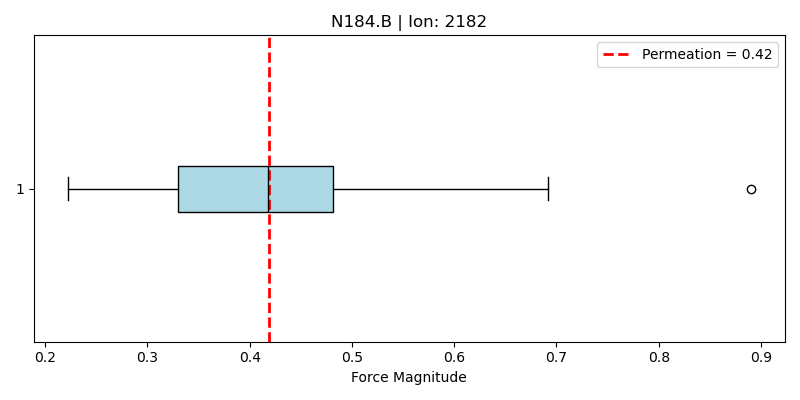 N184.B | Ion: 2182
Permeation = 0.42
1
0.2 0.3 0.4 0.5 0.6 0.7 0.8 0.9
Force Magnitude